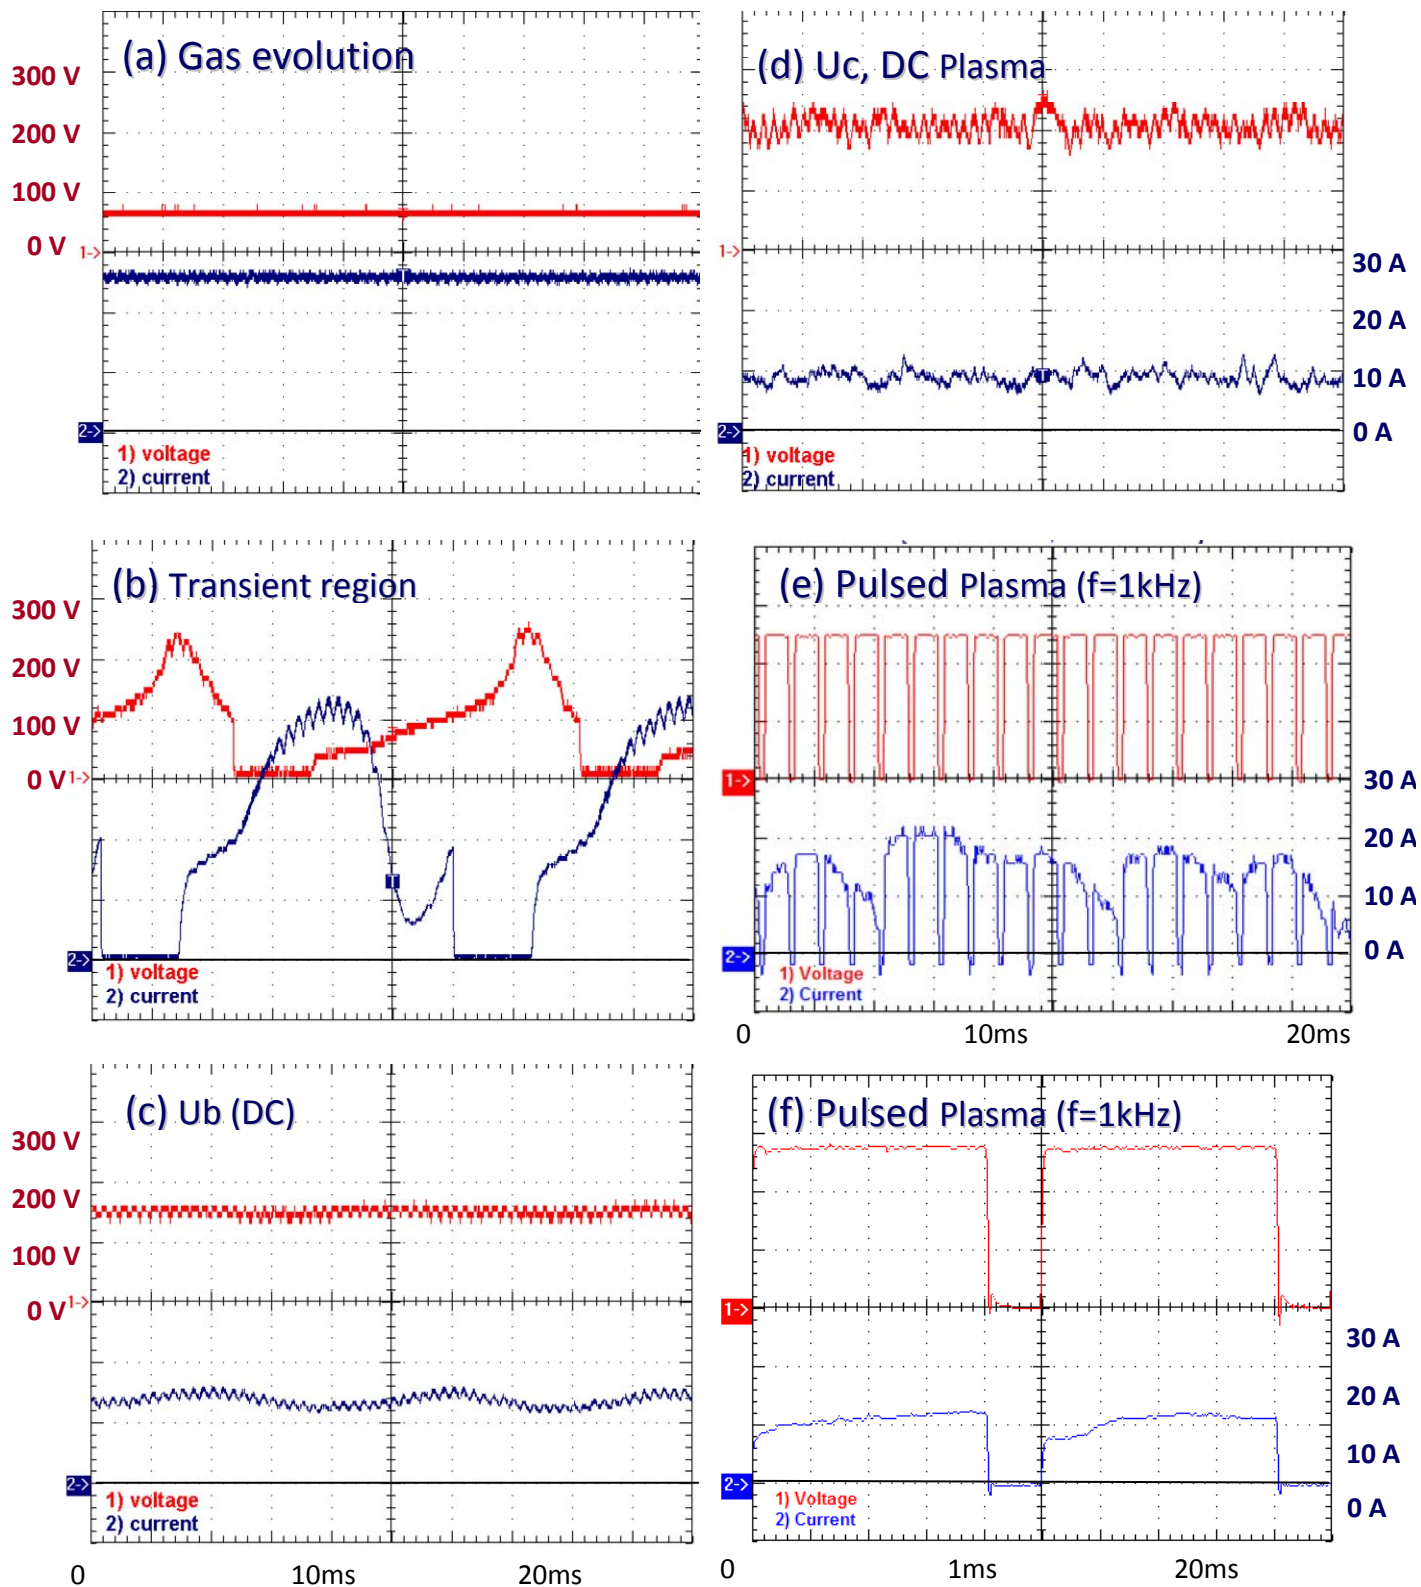 (a) Gas evolution
300 V
200 V
100 V
0 V
1->
2->
1) voltage
2) current
(d) Uc, DC Plasma
1->
30 A
20 A
10 A
0 A
2->
1) voltage
2) current
(b) Transient region
300 V
200 V
100 V
0 V
1->
2->
1) voltage
2) current
(e) Pulsed Plasma (f=1kHz)
1->
30 A
20 A
10 A
0 A
2->
1) Voltage
2) Current
0
10ms
20ms
(c) Ub (DC)
300 V
200 V
100 V
0 V
1->
2->
1) voltage
2) current
0
10ms
20ms
(f) Pulsed Plasma (f=1kHz)
1->
30 A
20 A
10 A
2->
0 A
1) Voltage
2) Current
0
1ms
20ms